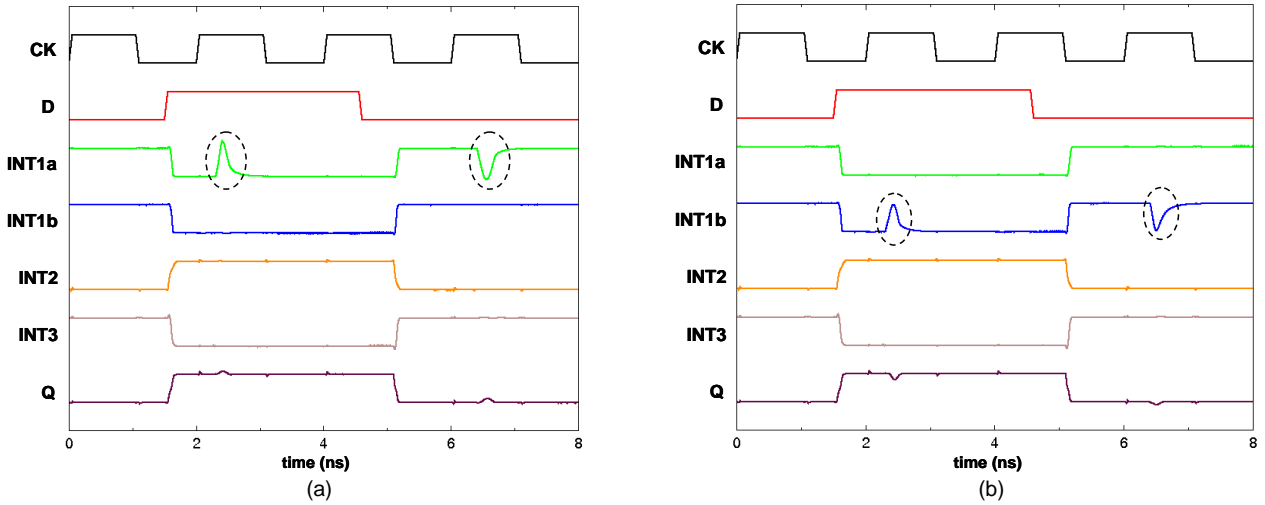 CK
D
INT1a
INT1b
INT2
INT3
Q
0 2 4 6 8
time (ns)
(a)
CK
D
INT1a
INT1b
INT2
INT3
Q
0 2 4 6 8
time (ns)
(b)